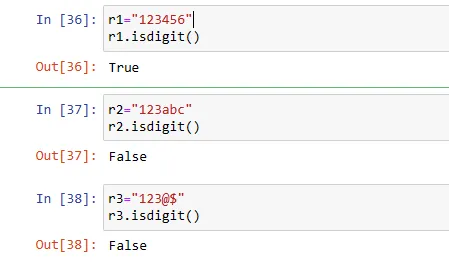 In [36]: r1="123456"
r1.isdigit()
Out[36]: True
In [37]: r2="123abc"
r2.isdigit()
Out[37]: False
In [38]: r3="123@$"
r3.isdigit()
Out[38]: False